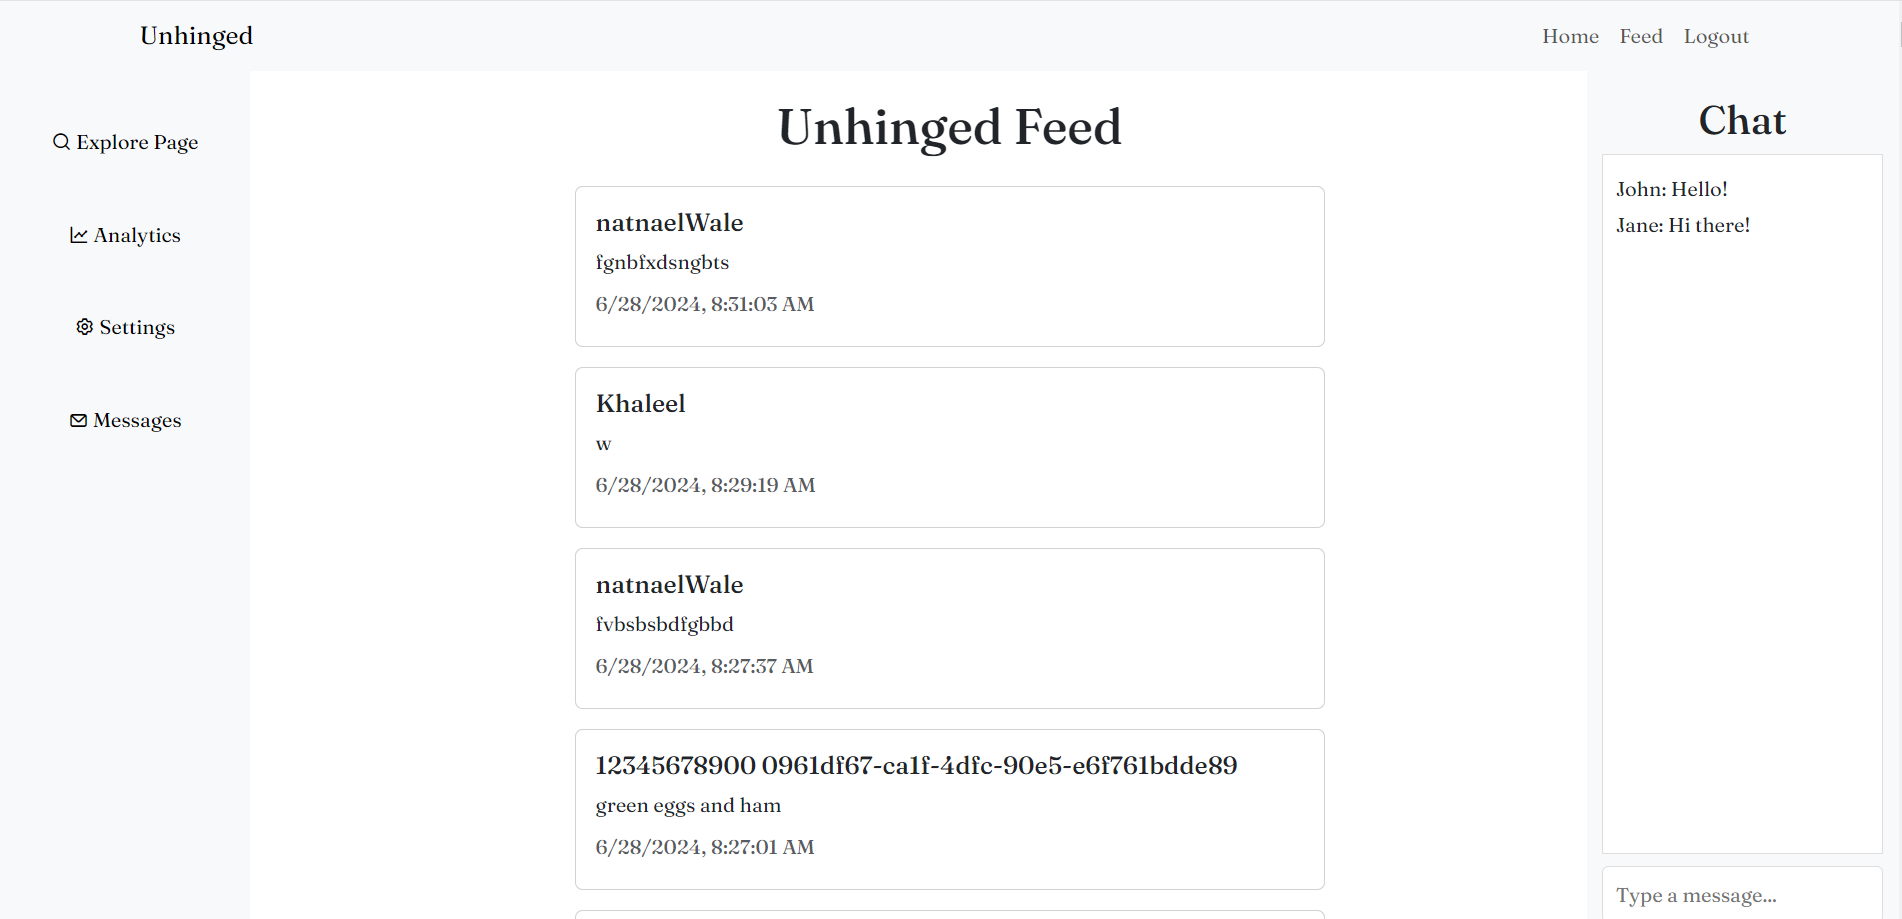 Unhinged
Home Feed Logout
Explore Page
Analytics
Settings
Messages
Unhinged Feed
natnaelWale
fgnbfxdsngbts
6/28/2024, 8:31:03 AM
Khaleel
w
6/28/2024, 8:29:19 AM
natnaelWale
fvbsbsbdfgbbd
6/28/2024, 8:27:37 AM
12345678900 0961df67-ca1f-4dfc-90e5-e6f761bdde89
green eggs and ham
6/28/2024, 8:27:01 AM
Chat
John: Hello!
Jane: Hi there!
Type a message...